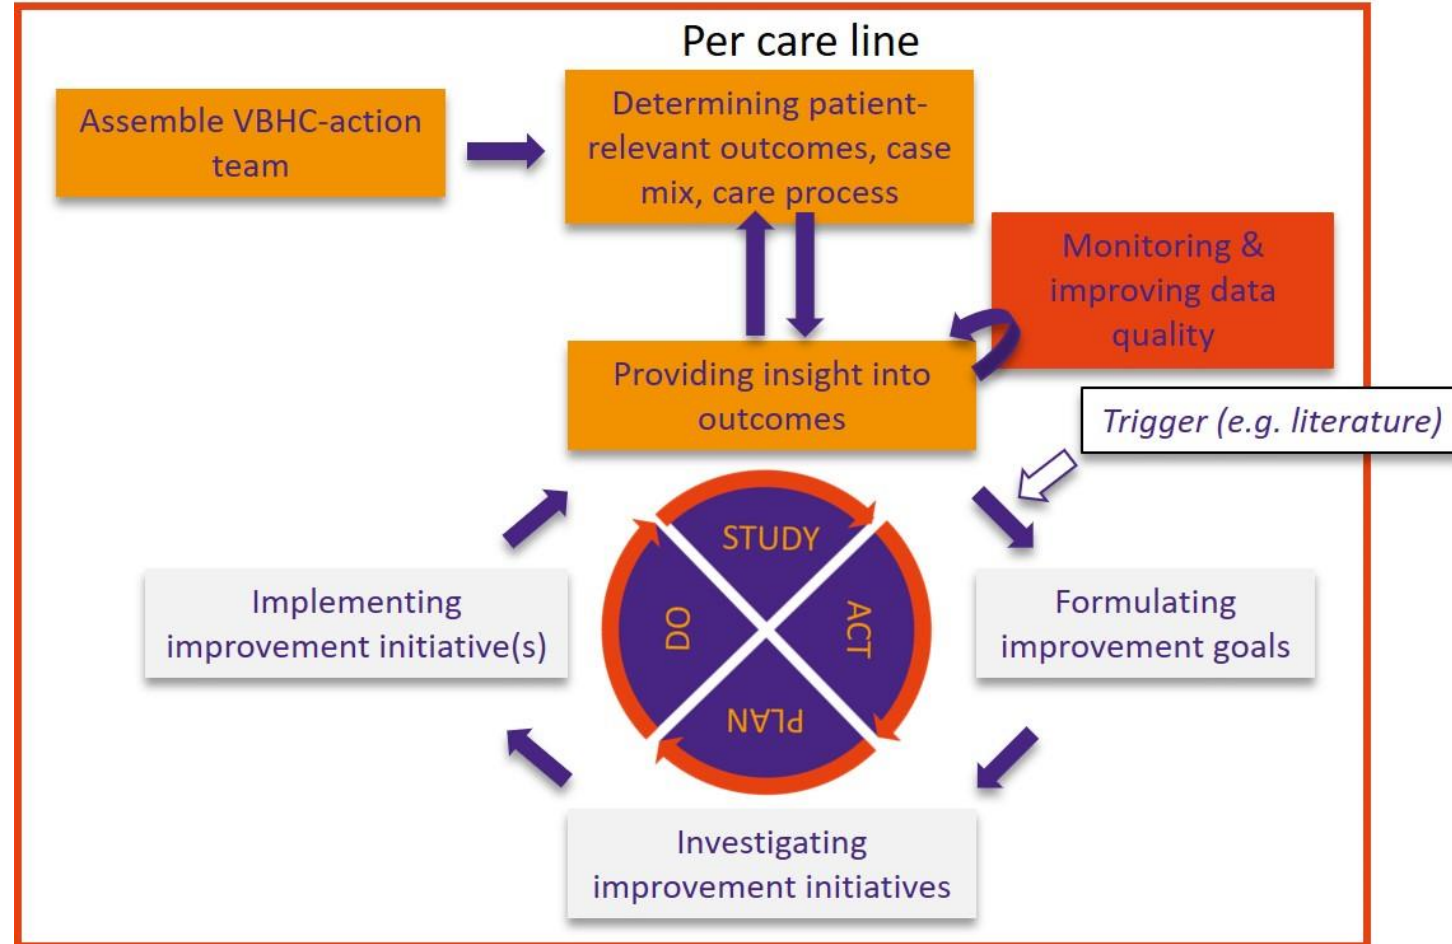 Per care line
Assemble VBHC-action
team
Determining patient-
relevant outcomes, case
mix, care process
Monitoring &
improving data
quality
Providing insight into
outcomes
Trigger (e.g. literature)
STUDY
ACT
PLAN
DO
Implementing
improvement initiative(s)
Formulating
improvement goals
Investigating
improvement initiatives